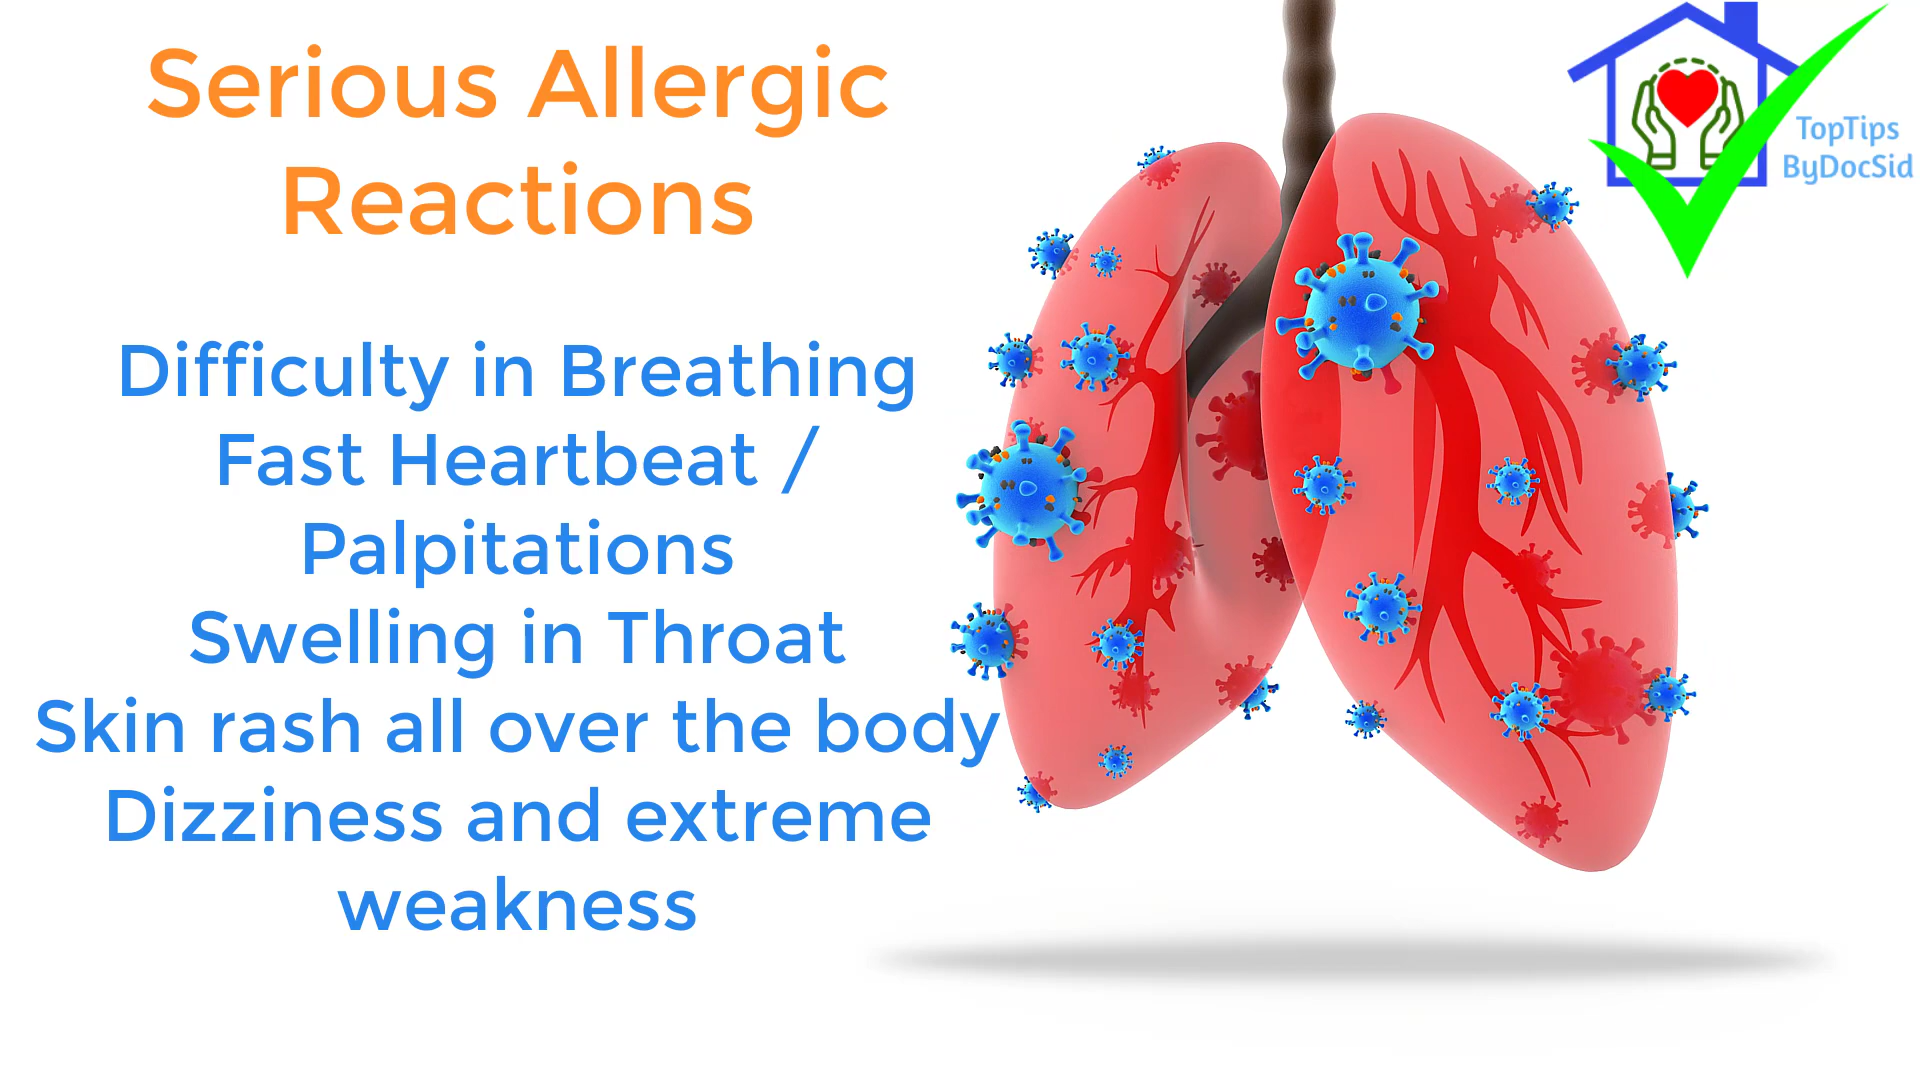 Serious Allergic
Reactions
TopTips
ByDocSid
Difficulty in Breathing
Fast Heartbeat /
Palpitations
Swelling in Throat
Skin rash all over the body
Dizziness and extreme
weakness